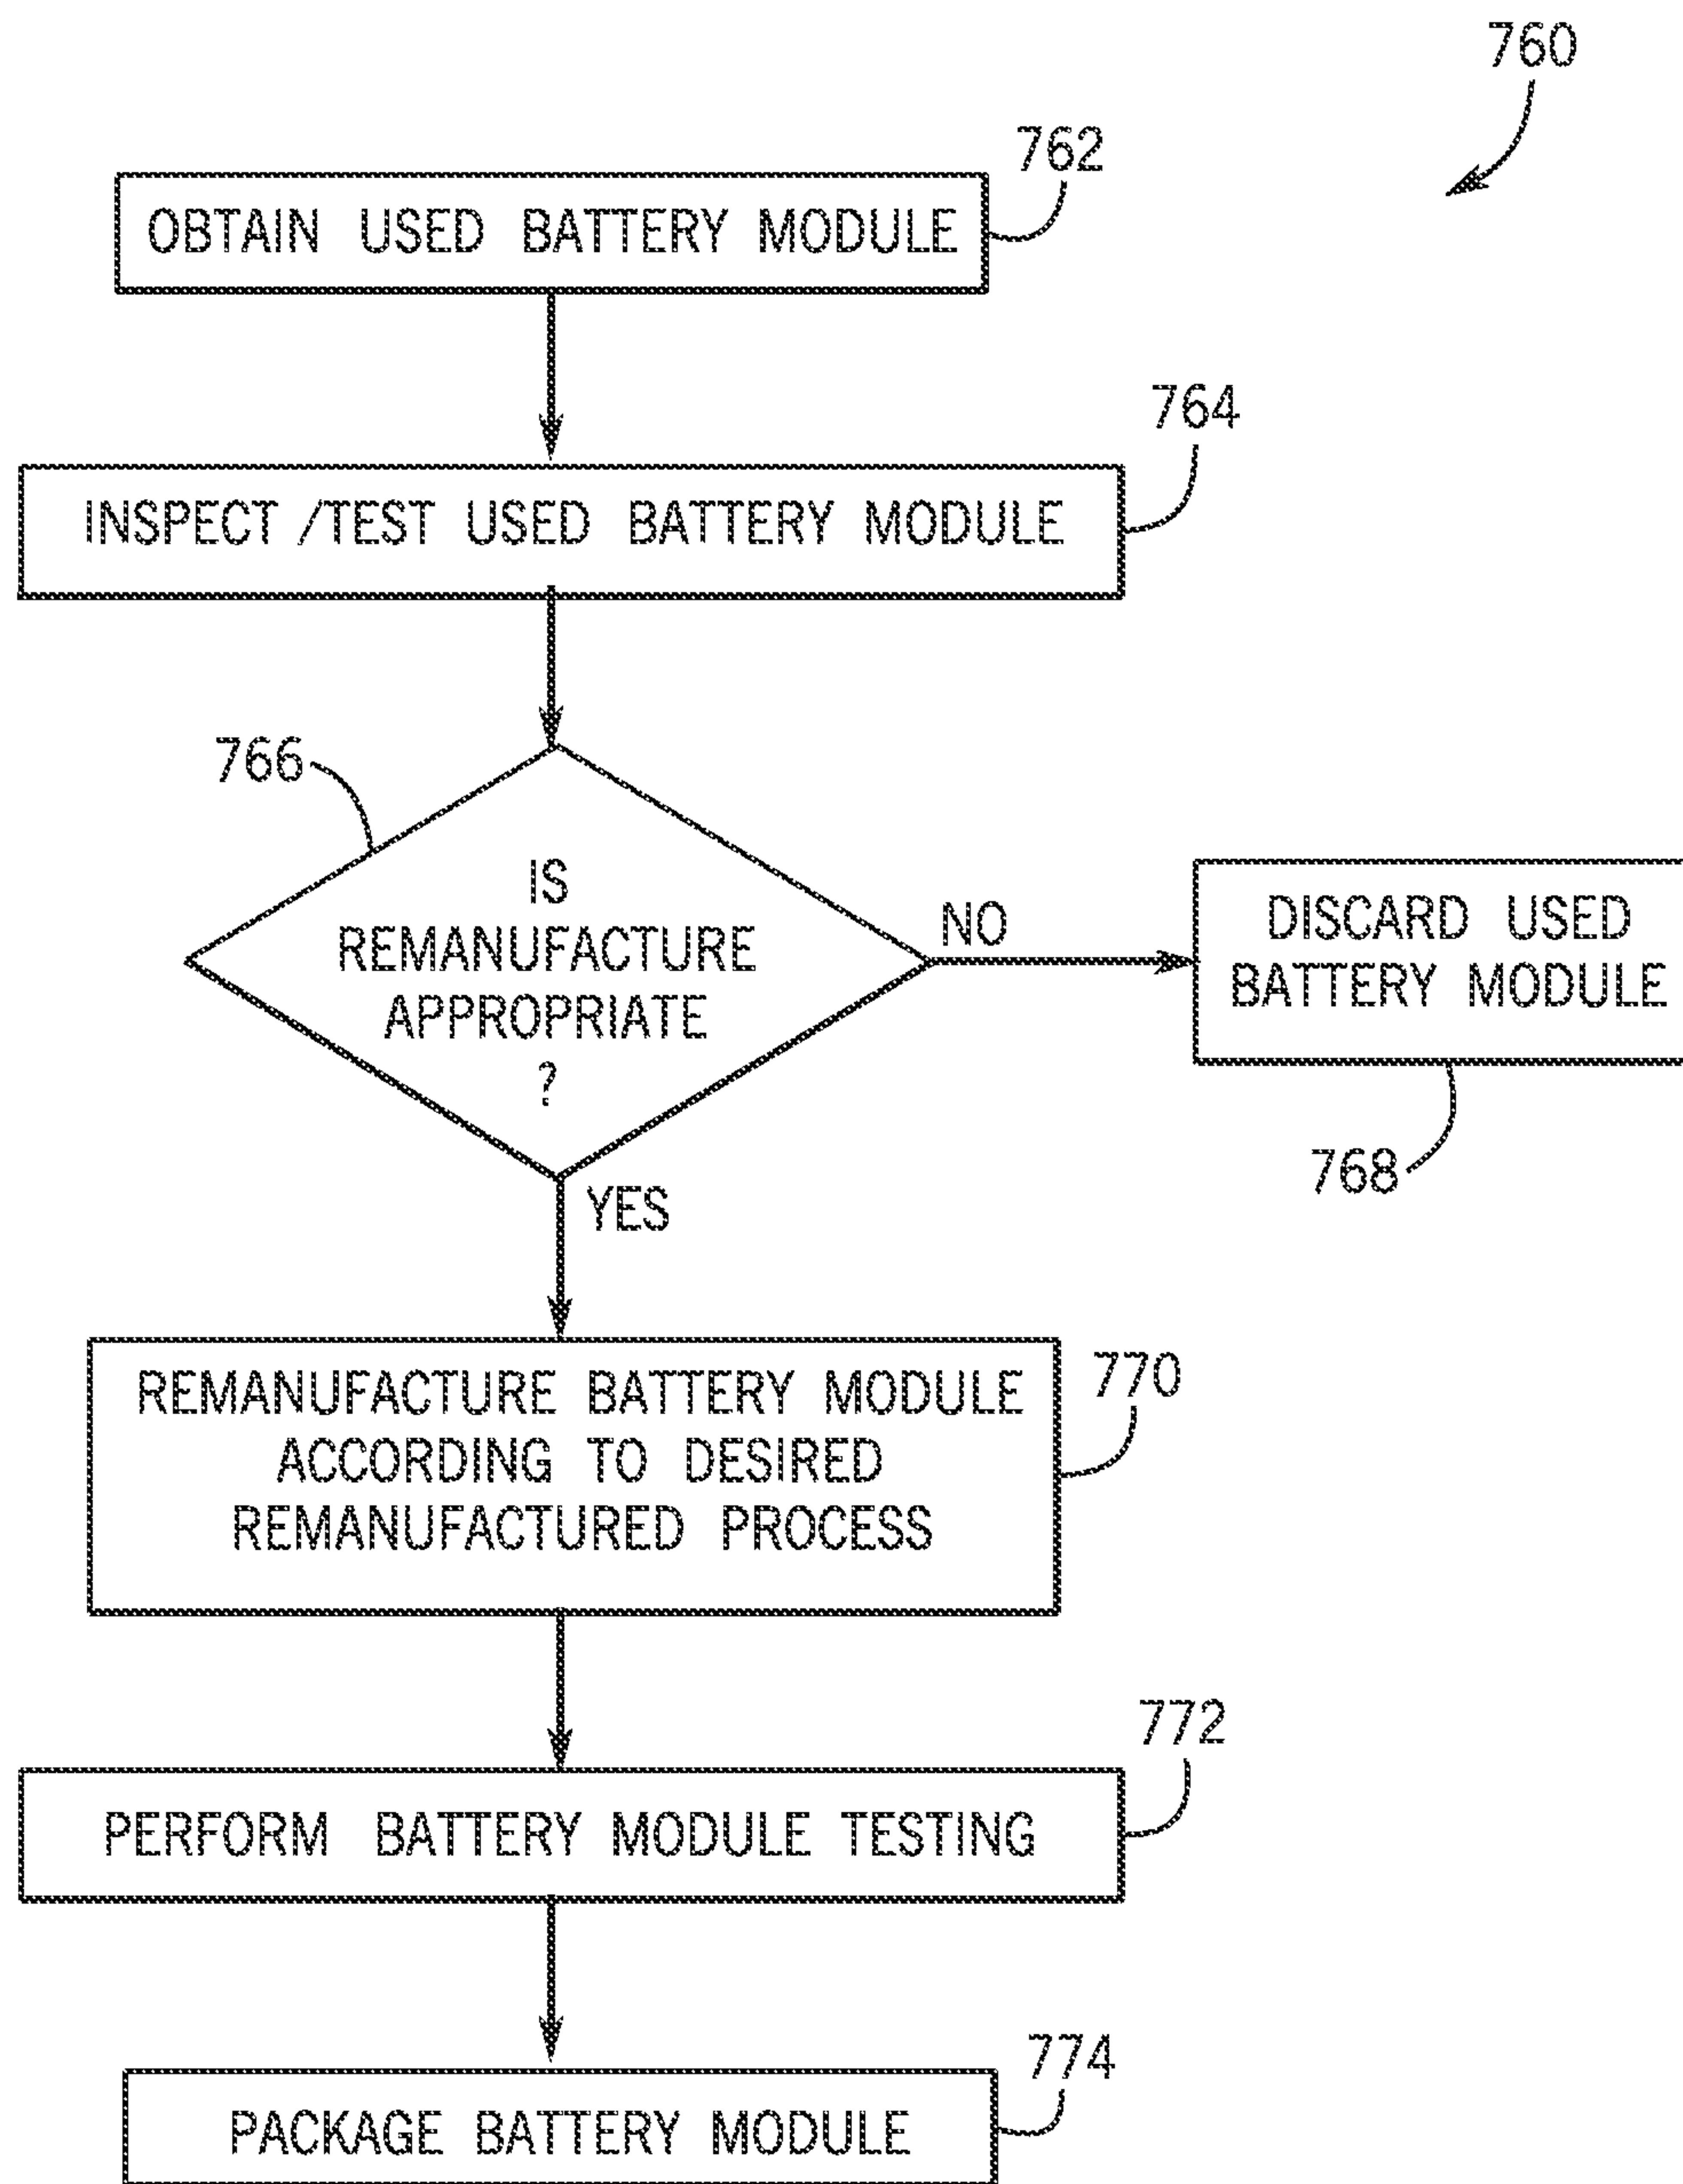 760
762
OBTAIN USED BATTERY MODULE
764
INSPECT /TEST USED BATTERY MODULE
766
IS
REMANUFACTURE
APPROPRIATE
?
NO
DISCARD USED
BATTERY MODULE
768
YES
REMANUFACTURE BATTERY MODULE
ACCORDING TO DESIRED
REMANUFACTURED PROCESS
770
772
PERFORM BATTERY MODULE TESTING
774
PACKAGE BATTERY MODULE